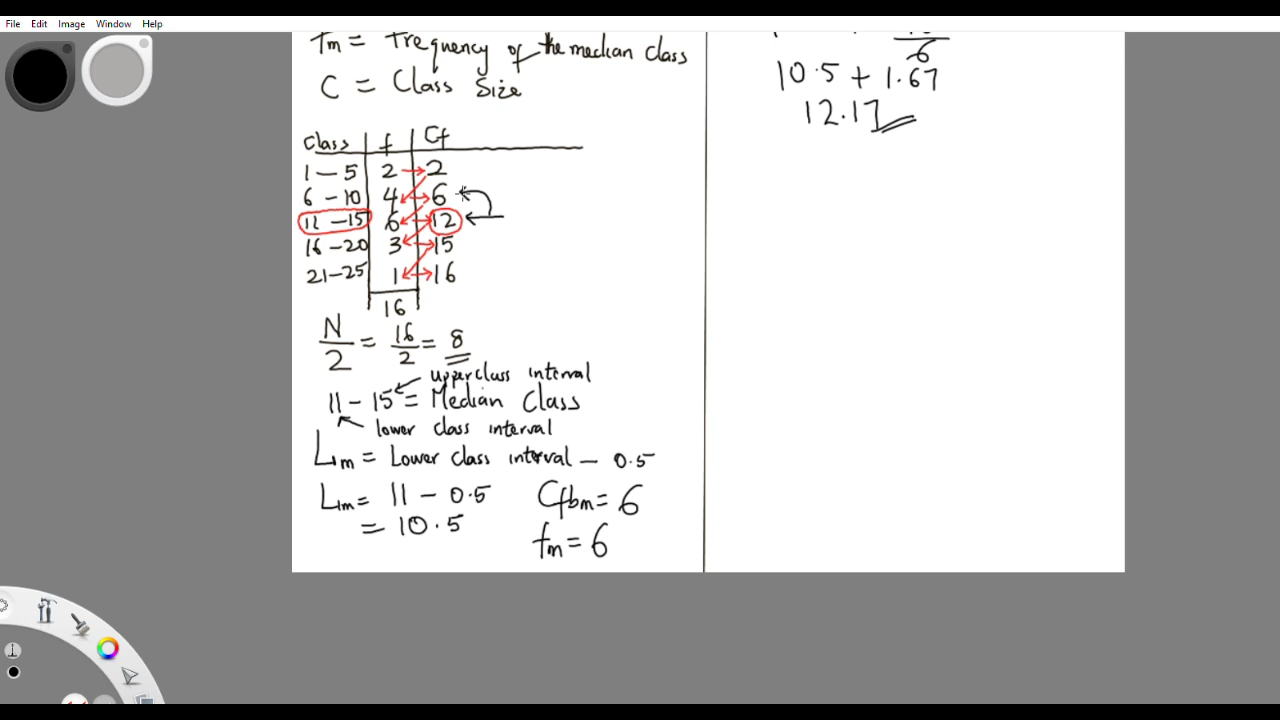 File Edit Image Window Help
fm = frequency of the median class
C = Class Size
Class f Cf
1 — 5 2 2
6 – 10 4 6
11 – 15 6 12
16 – 20 3 15
21 – 25 1 16
16
N/2 = 16/2 = 8
upperclass interval
11 – 15 = Median Class
lower class interval
Lm = Lower class interval – 0.5
Lm = 11 – 0.5
= 10.5
Cfbm = 6
fm = 6
6
10.5 + 1.67
12.17